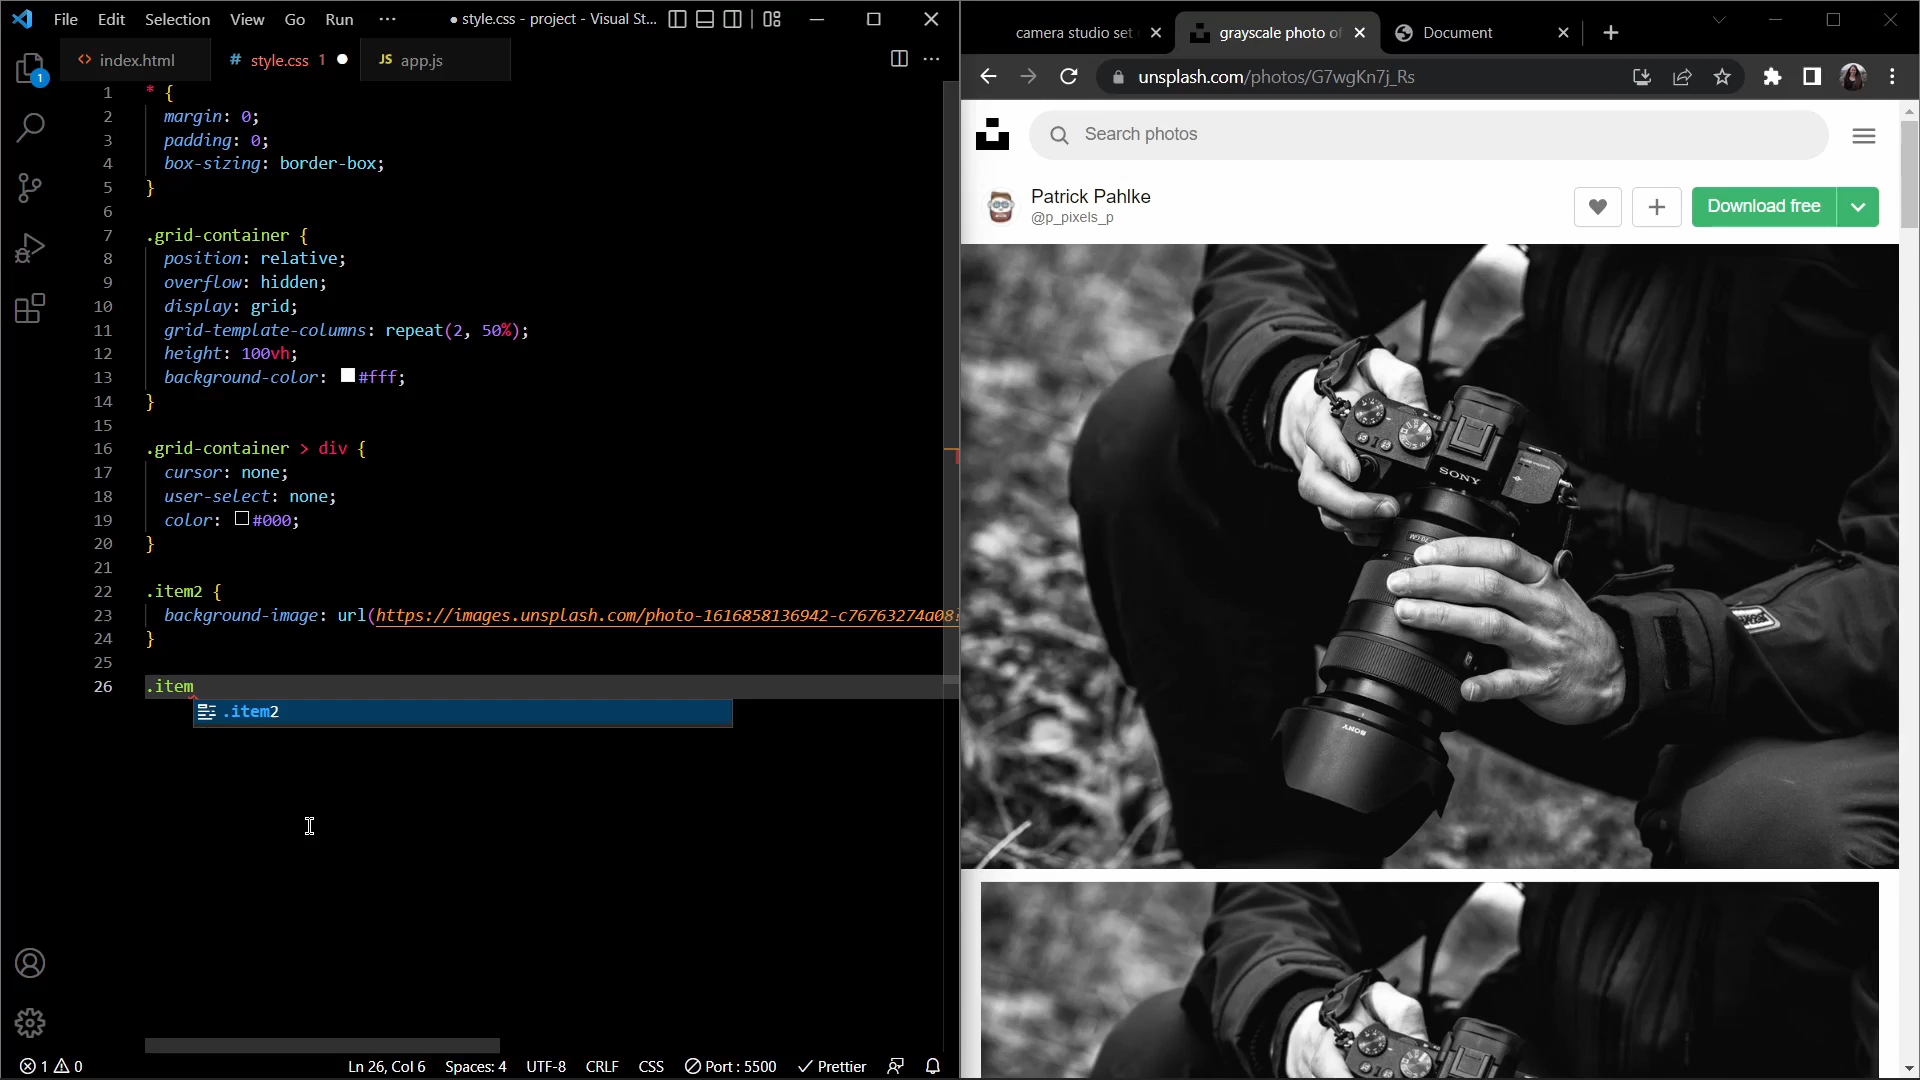 File Edit Selection View Go Run ··· ● style.css - project - Visual St...
index.html # style.css 1 ● JS app.js
1 * {
2 margin: 0;
3 padding: 0;
4 box-sizing: border-box;
5 }
6
7 .grid-container {
8 position: relative;
9 overflow: hidden;
10 display: grid;
11 grid-template-columns: repeat(2, 50%);
12 height: 100vh;
13 background-color: #fff;
14 }
15
16 .grid-container > div {
17 cursor: none;
18 user-select: none;
19 color: #000;
20 }
21
22 .item2 {
23 background-image: url(https://images.unsplash.com/photo-1616858136942-c76763274a08?
24 }
25
26 .item
.item2
1
1 0 Ln 26, Col 6 Spaces: 4 UTF-8 CRLF CSS Port : 5500 Prettier
camera studio set grayscale photo of Document
unsplash.com/photos/G7wgKn7j_Rs
Search photos
Patrick Pahlke
@p_pixels_p
Download free
SONY
SONY